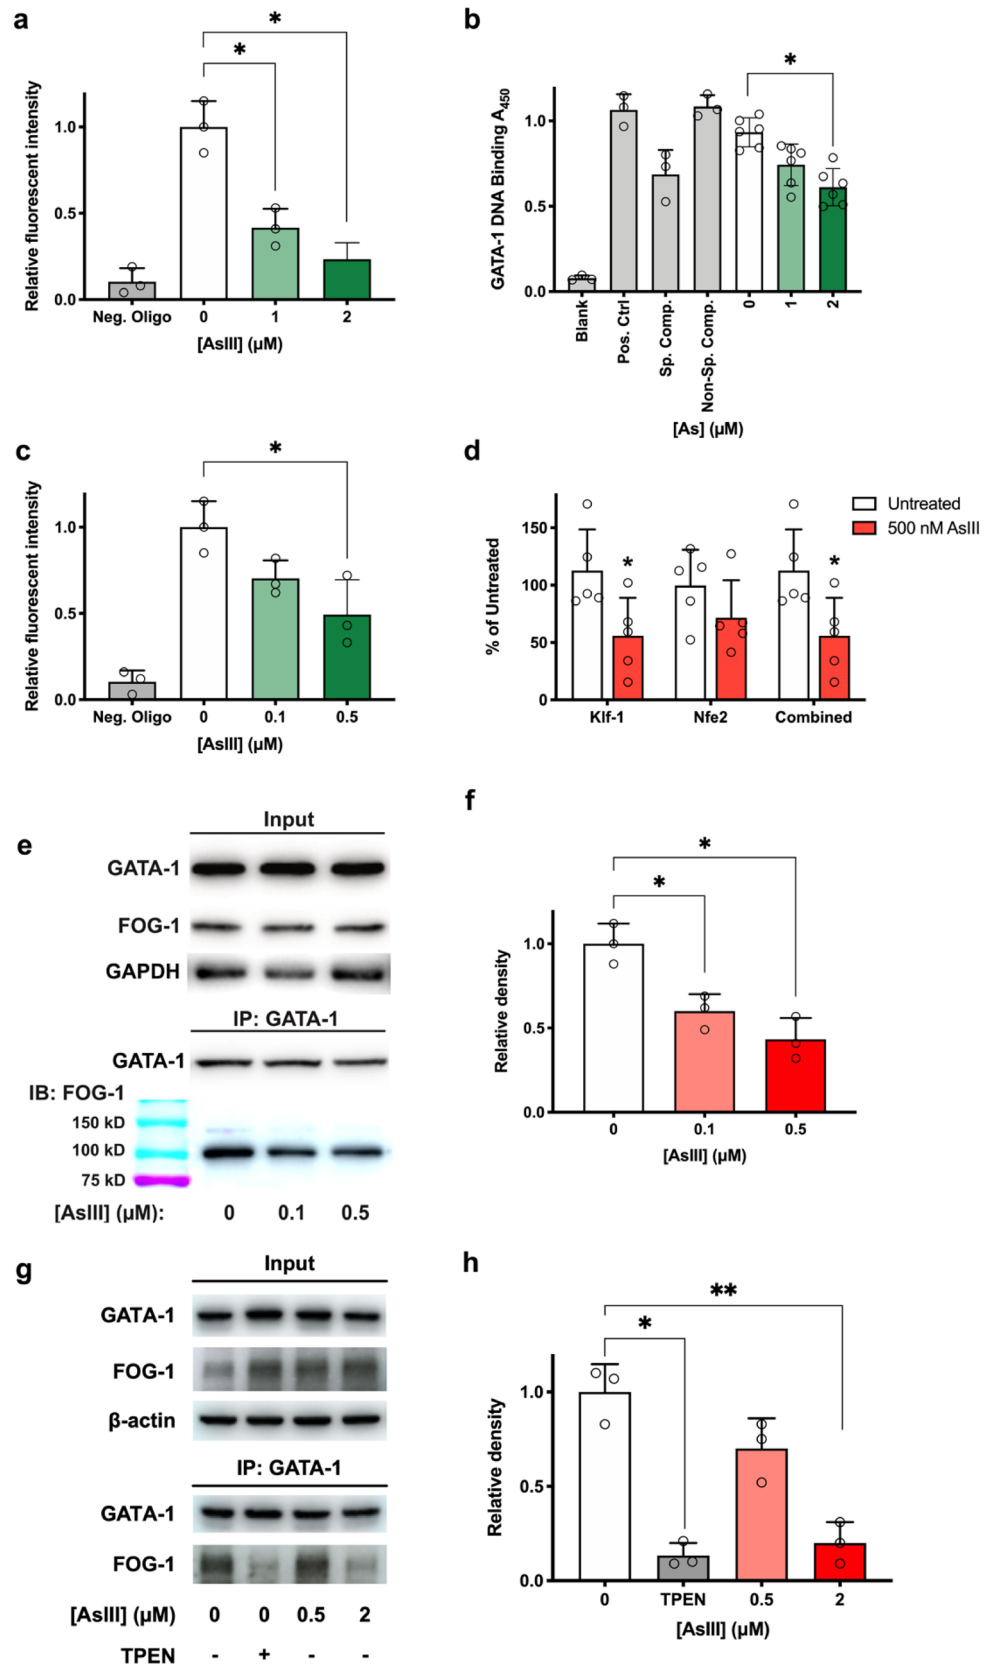 a
*
*
Relative fluorescent intensity
1.0
0.5
0.0
Neg. Oligo 0 1 2
[AsIII] (µM)
b
*
GATA-1 DNA Binding A450
1.0
0.5
0.0
Blank
Pos. Ctrl
Sp. Comp.
Non-Sp. Comp.
0
1
2
[As] (µM)
c
*
Relative fluorescent intensity
1.0
0.5
0.0
Neg. Oligo 0 0.1 0.5
[AsIII] (µM)
d
Untreated
500 nM AsIII
% of Untreated
150
100
50
0
* *
Klf-1 Nfe2 Combined
e
Input
GATA-1
FOG-1
GAPDH
IP: GATA-1
GATA-1
IB: FOG-1
150 kD
100 kD
75 kD
[AsIII] (µM): 0 0.1 0.5
f
*
*
Relative density
1.0
0.5
0.0
0 0.1 0.5
[AsIII] (µM)
g
Input
GATA-1
FOG-1
β-actin
IP: GATA-1
GATA-1
FOG-1
[AsIII] (µM) 0 0 0.5 2
TPEN - + - -
h
**
*
Relative density
1.0
0.5
0.0
0 TPEN 0.5 2
[AsIII] (µM)